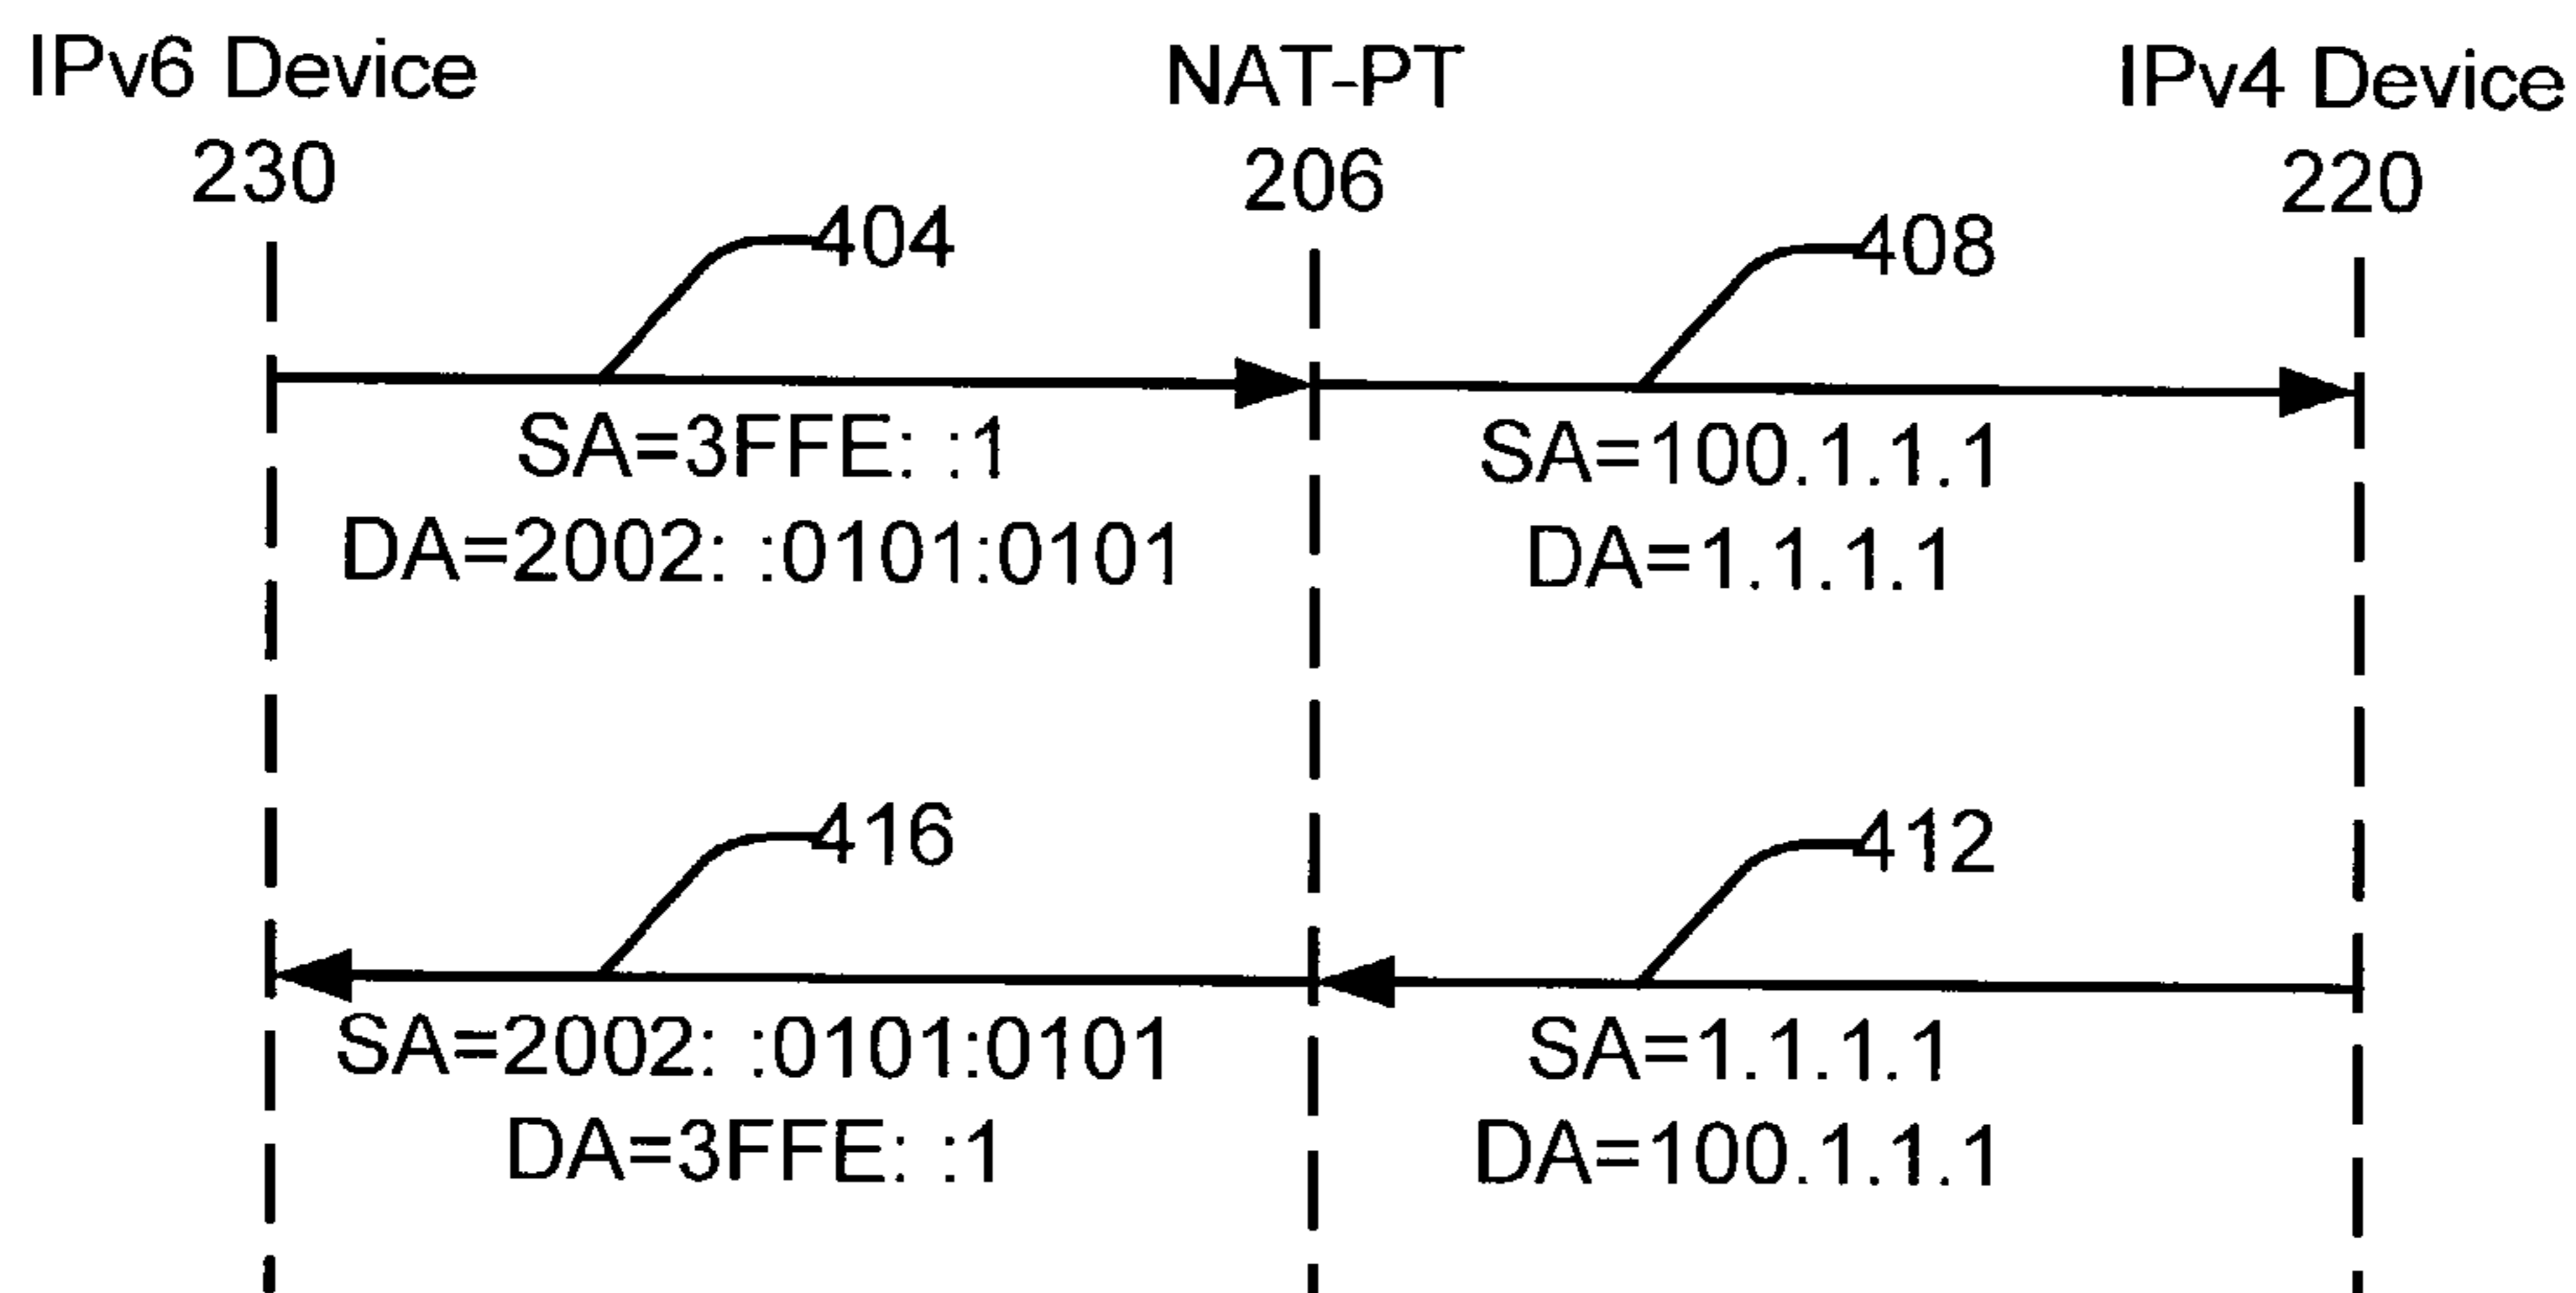 IPv6 Device
230
NAT-PT
206
IPv4 Device
220
404
408
SA=3FFE: :1
DA=2002: :0101:0101
SA=100.1.1.1
DA=1.1.1.1
416
412
SA=2002: :0101:0101
DA=3FFE: :1
SA=1.1.1.1
DA=100.1.1.1